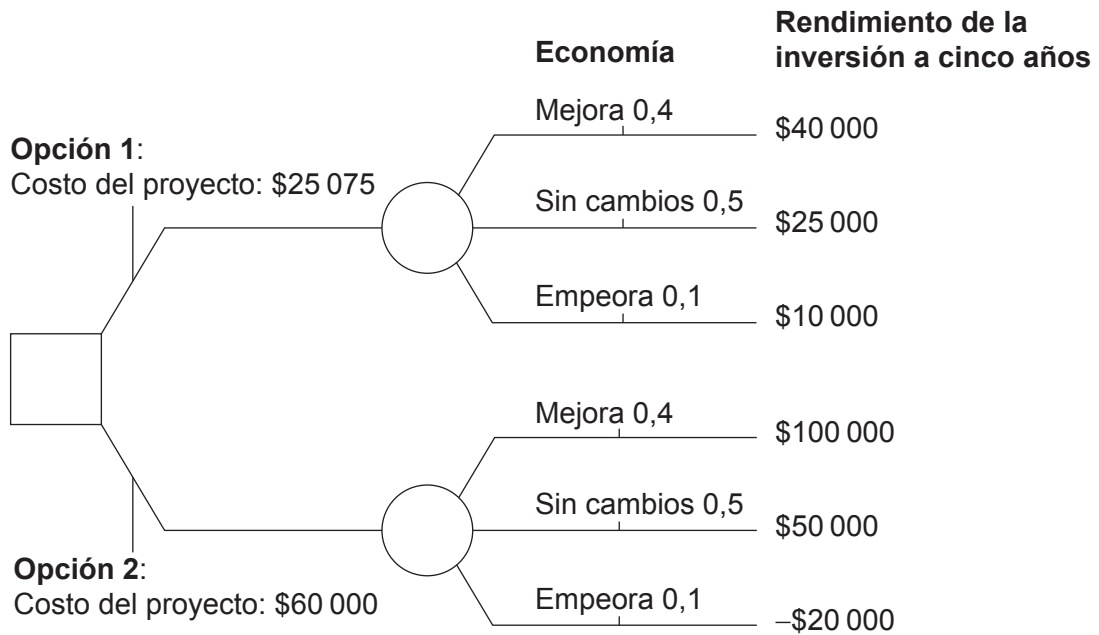 Economía
Rendimiento de la
inversión a cinco años
Opción 1:
Costo del proyecto: $25 075
Mejora 0,4
$40 000
Sin cambios 0,5
$25 000
Empeora 0,1
$10 000
Mejora 0,4
$100 000
Sin cambios 0,5
$50 000
Opción 2:
Costo del proyecto: $60 000
Empeora 0,1
–$20 000